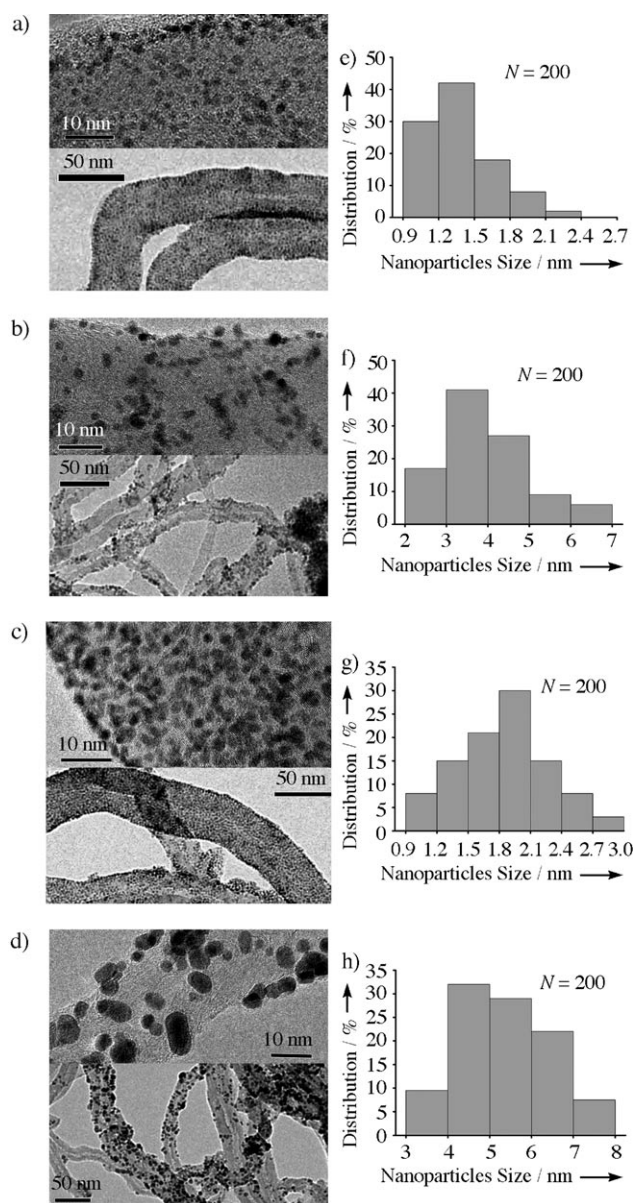 a)
10 nm
50 nm
e)
N = 200
Distribution / %
50
40
30
20
10
0
0.9 1.2 1.5 1.8 2.1 2.4 2.7
Nanoparticles Size / nm
b)
10 nm
50 nm
f)
N = 200
Distribution / %
50
40
30
20
10
0
2 3 4 5 6 7
Nanoparticles Size / nm
c)
10 nm
50 nm
g)
N = 200
Distribution / %
35
30
25
20
15
10
5
0
0.9 1.2 1.5 1.8 2.1 2.4 2.7 3.0
Nanoparticles Size / nm
d)
10 nm
50 nm
h)
N = 200
Distribution / %
35
30
25
20
15
10
5
0
3 4 5 6 7 8
Nanoparticles Size / nm